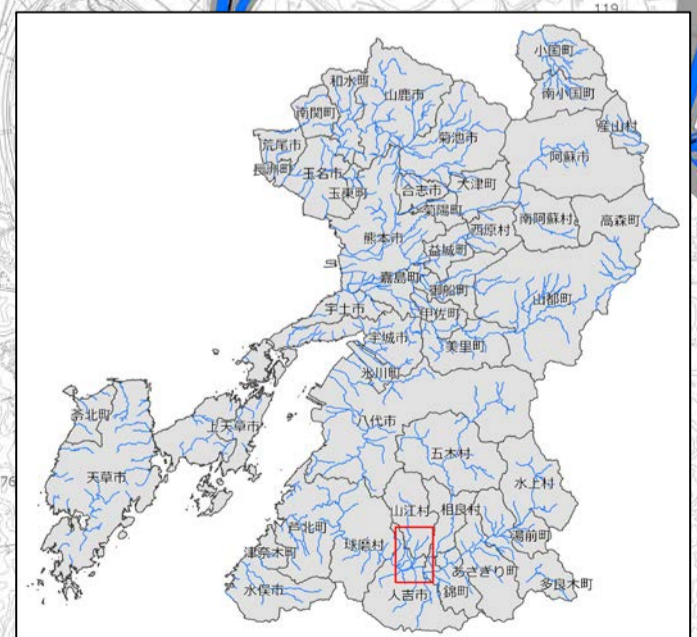 119
小国町
和水町
山鹿市
南小国町
南関町
産山村
菊池市
荒尾市
阿蘇市
長洲町
玉名市
大津町
合志市
玉東町
菊陽町
南阿蘇村
高森町
西原村
熊本市
益城町
嘉島町
御船町
山都町
宇土市
甲佐町
宇城市
美里町
氷川町
八代市
苓北町
上天草市
五木村
天草市
水上村
山江村
相良村
芦北町
湯前町
球磨村
津奈木町
あさぎり町
多良木町
水俣市
人吉市
錦町
76